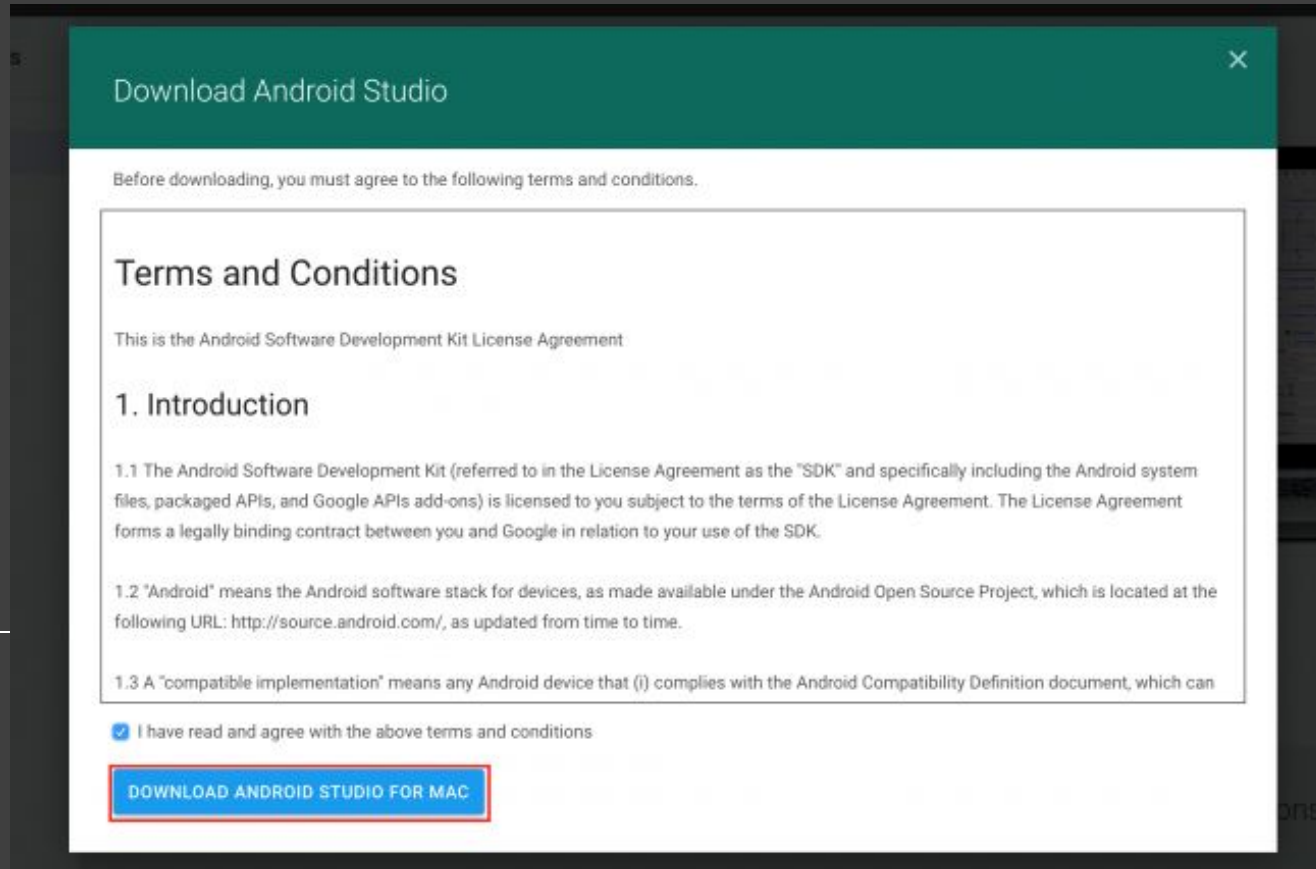 Download Android Studio
Before downloading, you must agree to the following terms and conditions.
Terms and Conditions
This is the Android Software Development Kit License Agreement
1. Introduction
1.1 The Android Software Development Kit (referred to in the License Agreement as the "SDK" and specifically including the Android system
files, packaged APIs, and Google APIs add-ons) is licensed to you subject to the terms of the License Agreement. The License Agreement
forms a legally binding contract between you and Google in relation to your use of the SDK.
1.2 "Android" means the Android software stack for devices, as made available under the Android Open Source Project, which is located at the
following URL: http://source.android.com/, as updated from time to time.
1.3 A "compatible implementation" means any Android device that (i) complies with the Android Compatibility Definition document, which can
I have read and agree with the above terms and conditions
DOWNLOAD ANDROID STUDIO FOR MAC